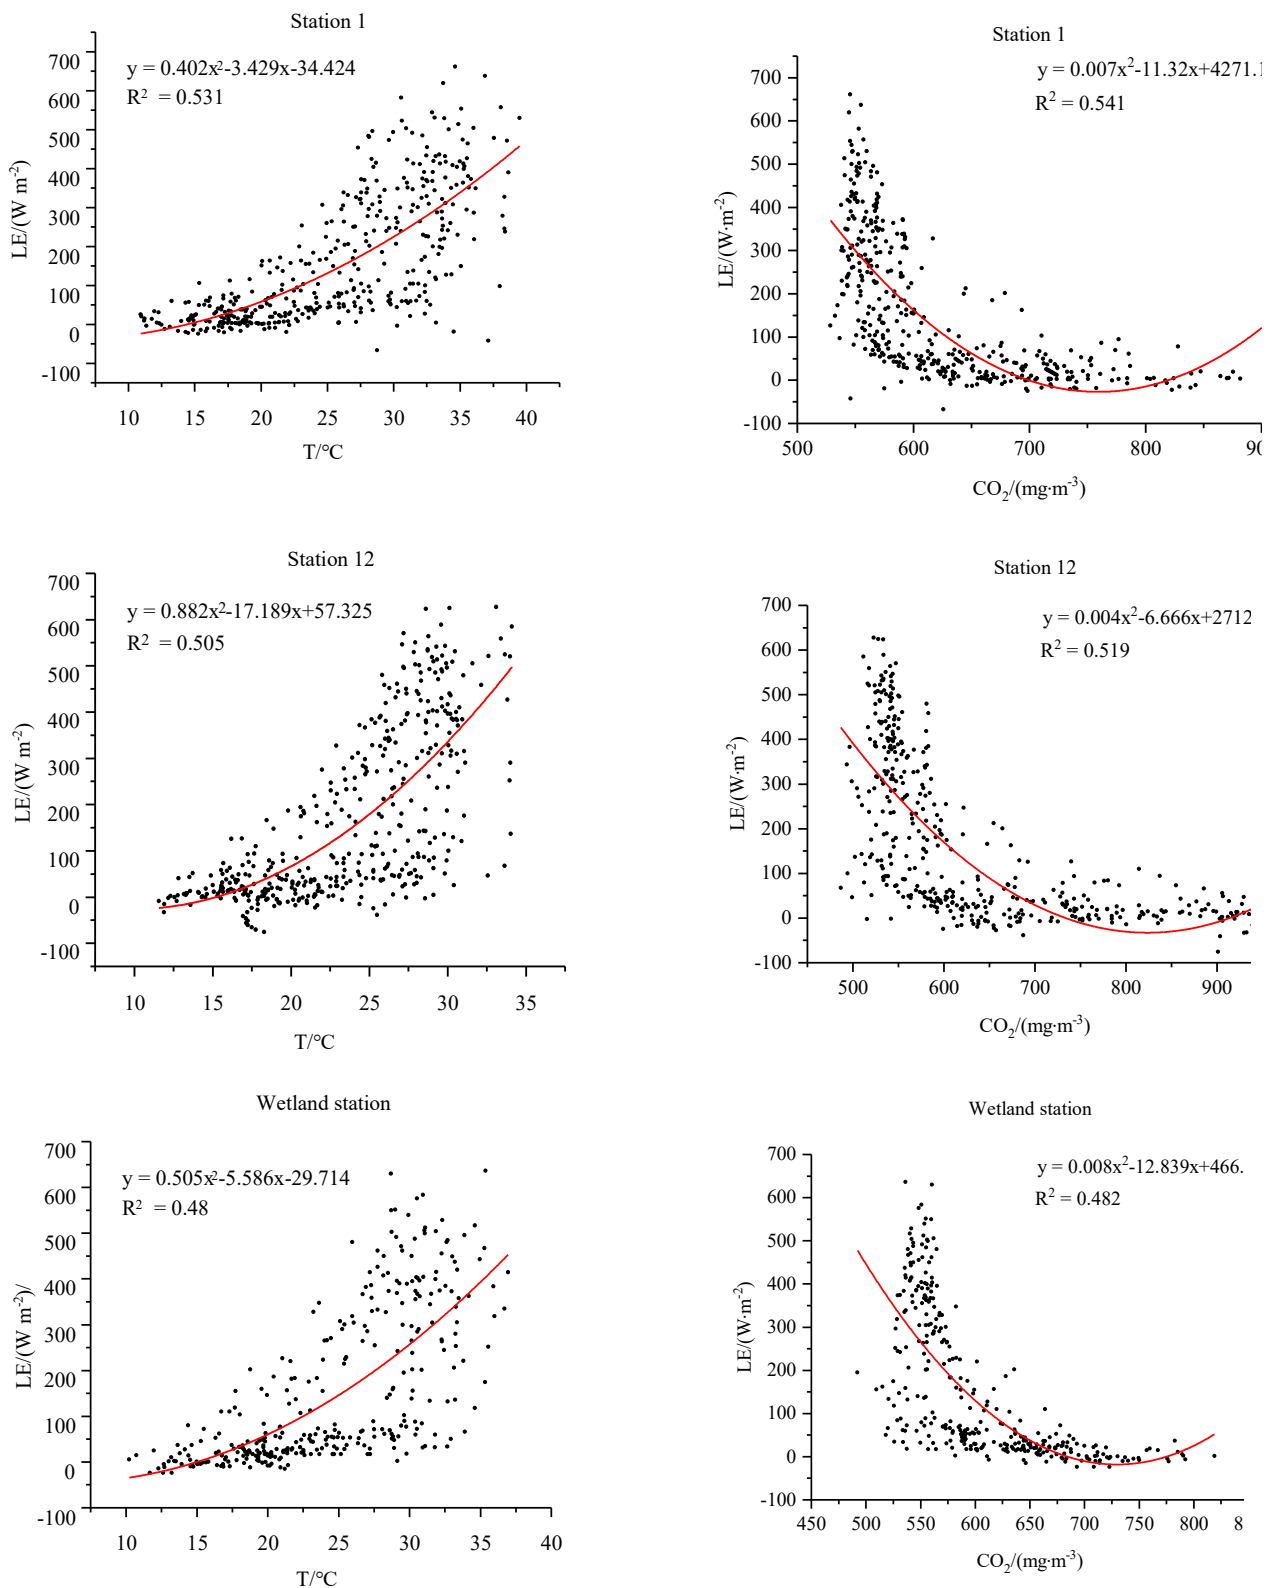 Station 1
y = 0.402x²-3.429x-34.424
R² = 0.531
LE/(W m⁻²)
700
600
500
400
300
200
100
0
-100
10 15 20 25 30 35 40
T/°C
Station 1
y = 0.007x²-11.32x+4271.1
R² = 0.541
LE/(W·m⁻²)
700
600
500
400
300
200
100
0
-100
500 600 700 800 90
CO₂/(mg·m⁻³)
Station 12
y = 0.882x²-17.189x+57.325
R² = 0.505
LE/(W m⁻²)
700
600
500
400
300
200
100
0
-100
10 15 20 25 30 35
T/°C
Station 12
y = 0.004x²-6.666x+2712
R² = 0.519
LE/(W·m⁻²)
700
600
500
400
300
200
100
0
-100
500 600 700 800 900
CO₂/(mg·m⁻³)
Wetland station
y = 0.505x²-5.586x-29.714
R² = 0.48
LE/(W m⁻²)/
700
600
500
400
300
200
100
0
-100
10 15 20 25 30 35 40
T/°C
Wetland station
y = 0.008x²-12.839x+466.
R² = 0.482
LE/(W·m⁻²)
700
600
500
400
300
200
100
0
-100
450 500 550 600 650 700 750 800 8
CO₂/(mg·m⁻³)